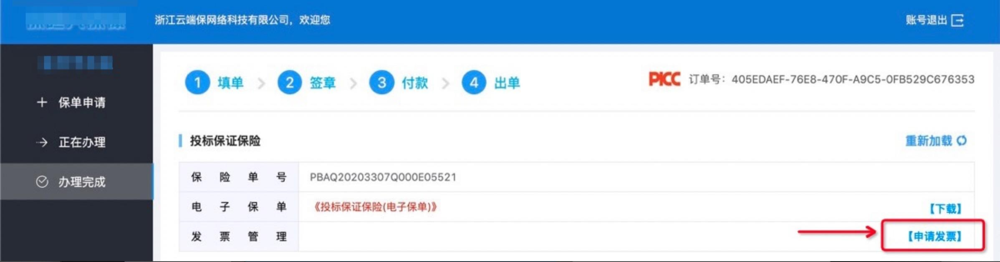 浙江云端保网络科技有限公司，欢迎您
账号退出
+ 保单申请
→ 正在办理
办理完成
1 填单 > 2 签章 > 3 付款 > 4 出单
PICC 订单号：405EDAEF-76E8-470F-A9C5-0FB529C676353
投标保证保险
重新加载
保险单号 PBAQ20203307Q000E05521
电子保单 《投标保证保险(电子保单)》 【下载】
发票管理 【申请发票】